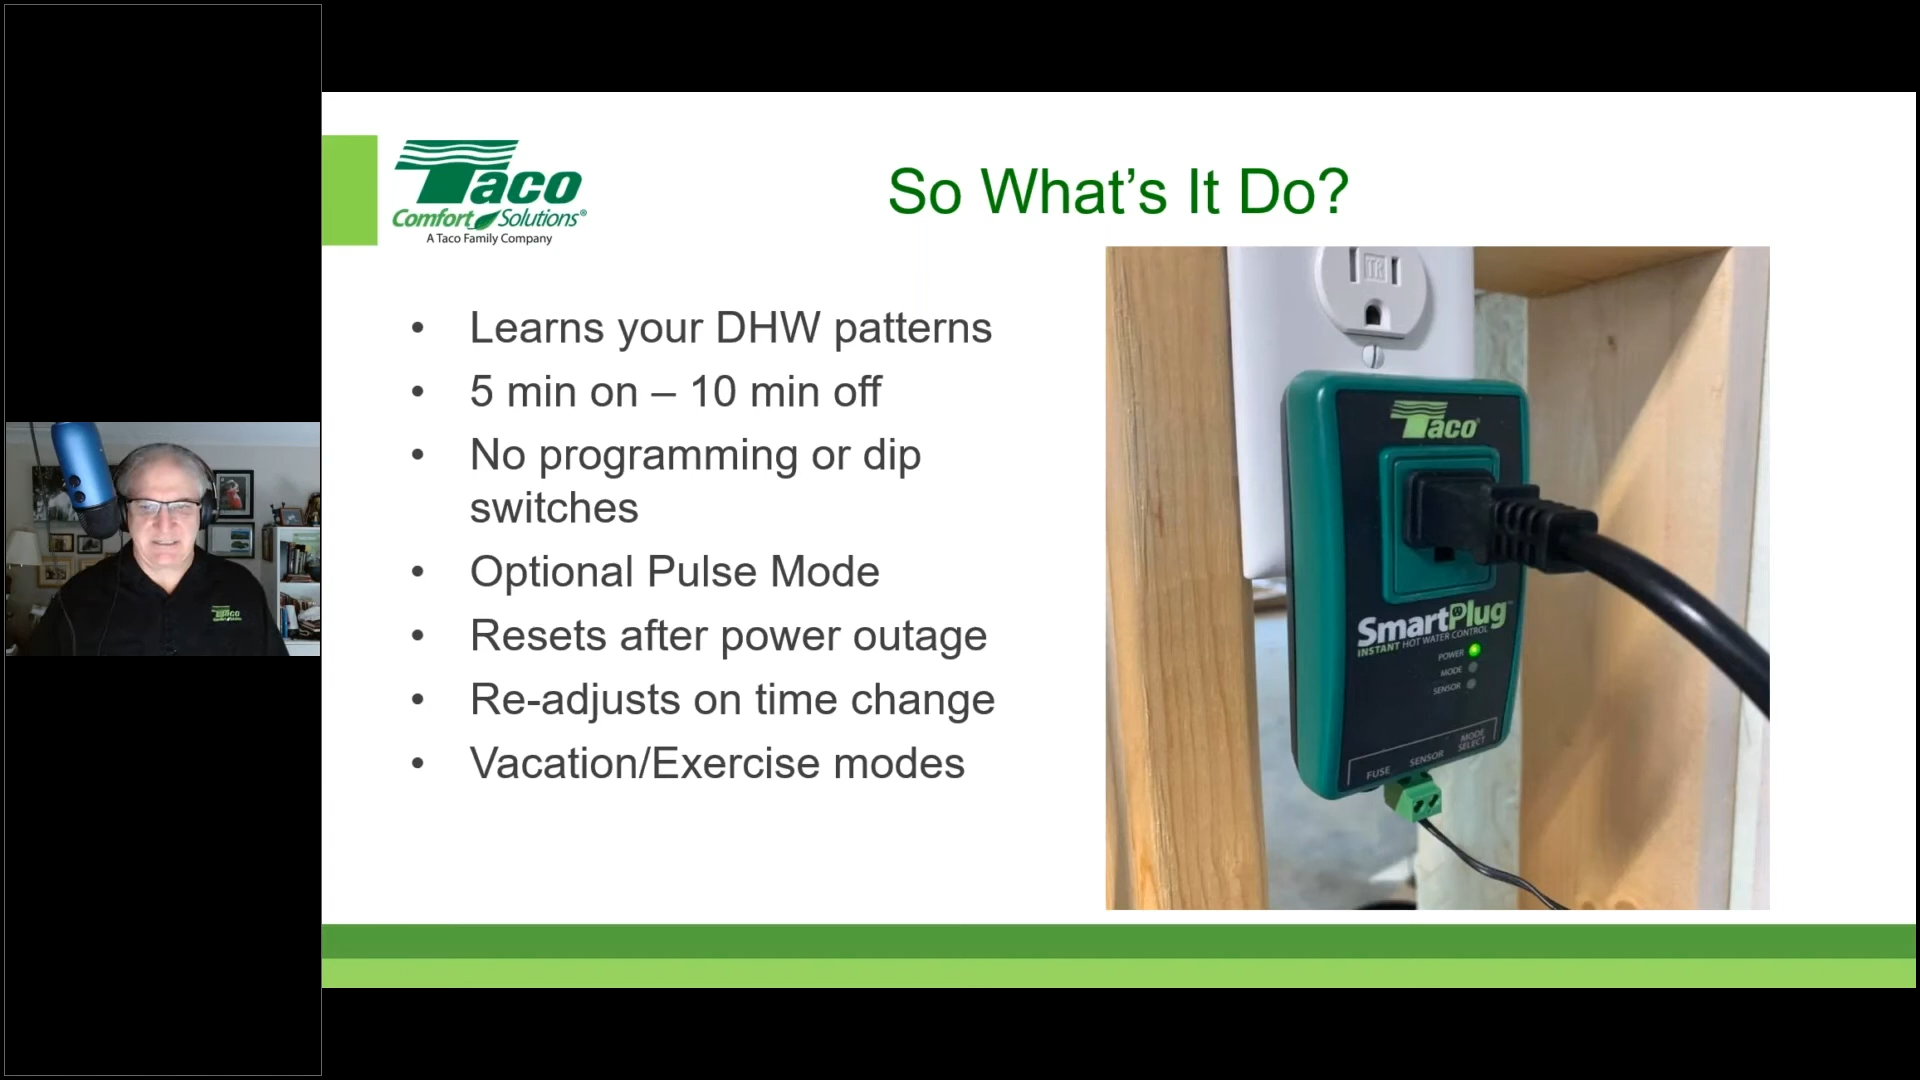 Taco
Comfort Solutions®
A Taco Family Company
So What's It Do?
• Learns your DHW patterns
• 5 min on – 10 min off
• No programming or dip
switches
• Optional Pulse Mode
• Resets after power outage
• Re-adjusts on time change
• Vacation/Exercise modes
TR
Taco®
SmartPlug™
INSTANT HOT WATER CONTROL
POWER
MODE
SENSOR
FUSE SENSOR MODE
SELECT